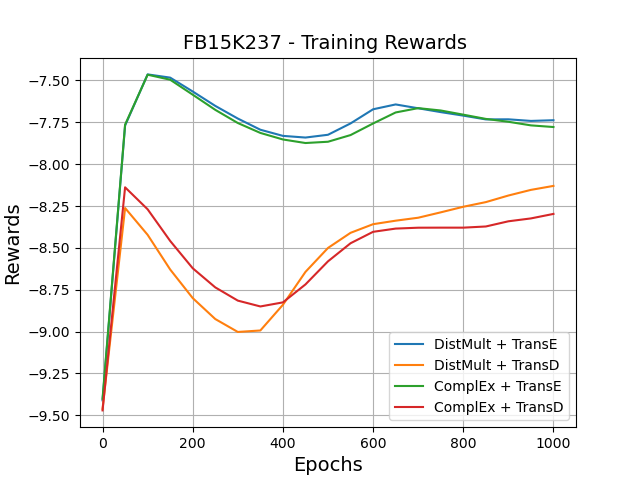 FB15K237 - Training Rewards
Rewards
−7.50
−7.75
−8.00
−8.25
−8.50
−8.75
−9.00
−9.25
−9.50
DistMult + TransE
DistMult + TransD
ComplEx + TransE
ComplEx + TransD
0
200
400
600
800
1000
Epochs